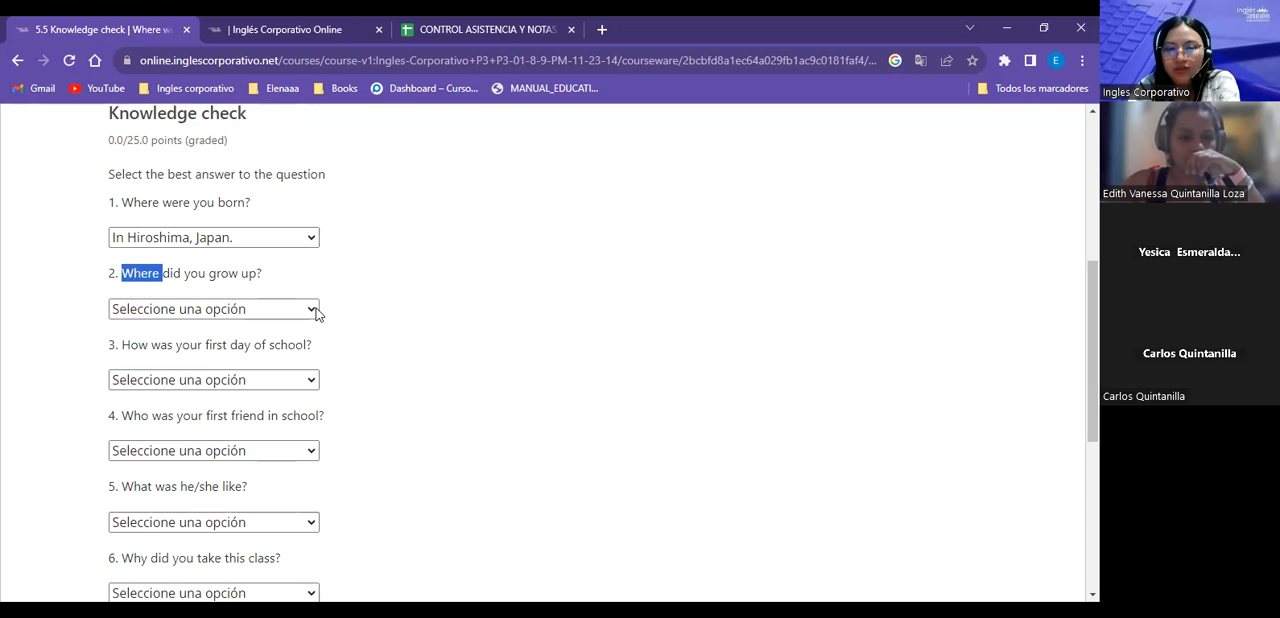 5.5 Knowledge check | Where w
| Inglés Corporativo Online
CONTROL ASISTENCIA Y NOTAS
online.inglescorporativo.net/courses/course-v1:Ingles-Corporativo+P3+P3-01-8-9-PM-11-23-14/courseware/2bcbfd8a1ec64a029fb1ac9c0181faf4/...
E
Gmail
YouTube
Ingles corporativo
Elenaaa
Books
Dashboard – Curso...
MANUAL_EDUCATI...
Todos los marcadores
Knowledge check
0.0/25.0 points (graded)
Select the best answer to the question
1. Where were you born?
In Hiroshima, Japan.
2. Where did you grow up?
Seleccione una opción
3. How was your first day of school?
Seleccione una opción
4. Who was your first friend in school?
Seleccione una opción
5. What was he/she like?
Seleccione una opción
6. Why did you take this class?
Seleccione una opción
Ingles Corporativo
Edith Vanessa Quintanilla Loza
Yesica Esmeralda...
Carlos Quintanilla
Carlos Quintanilla